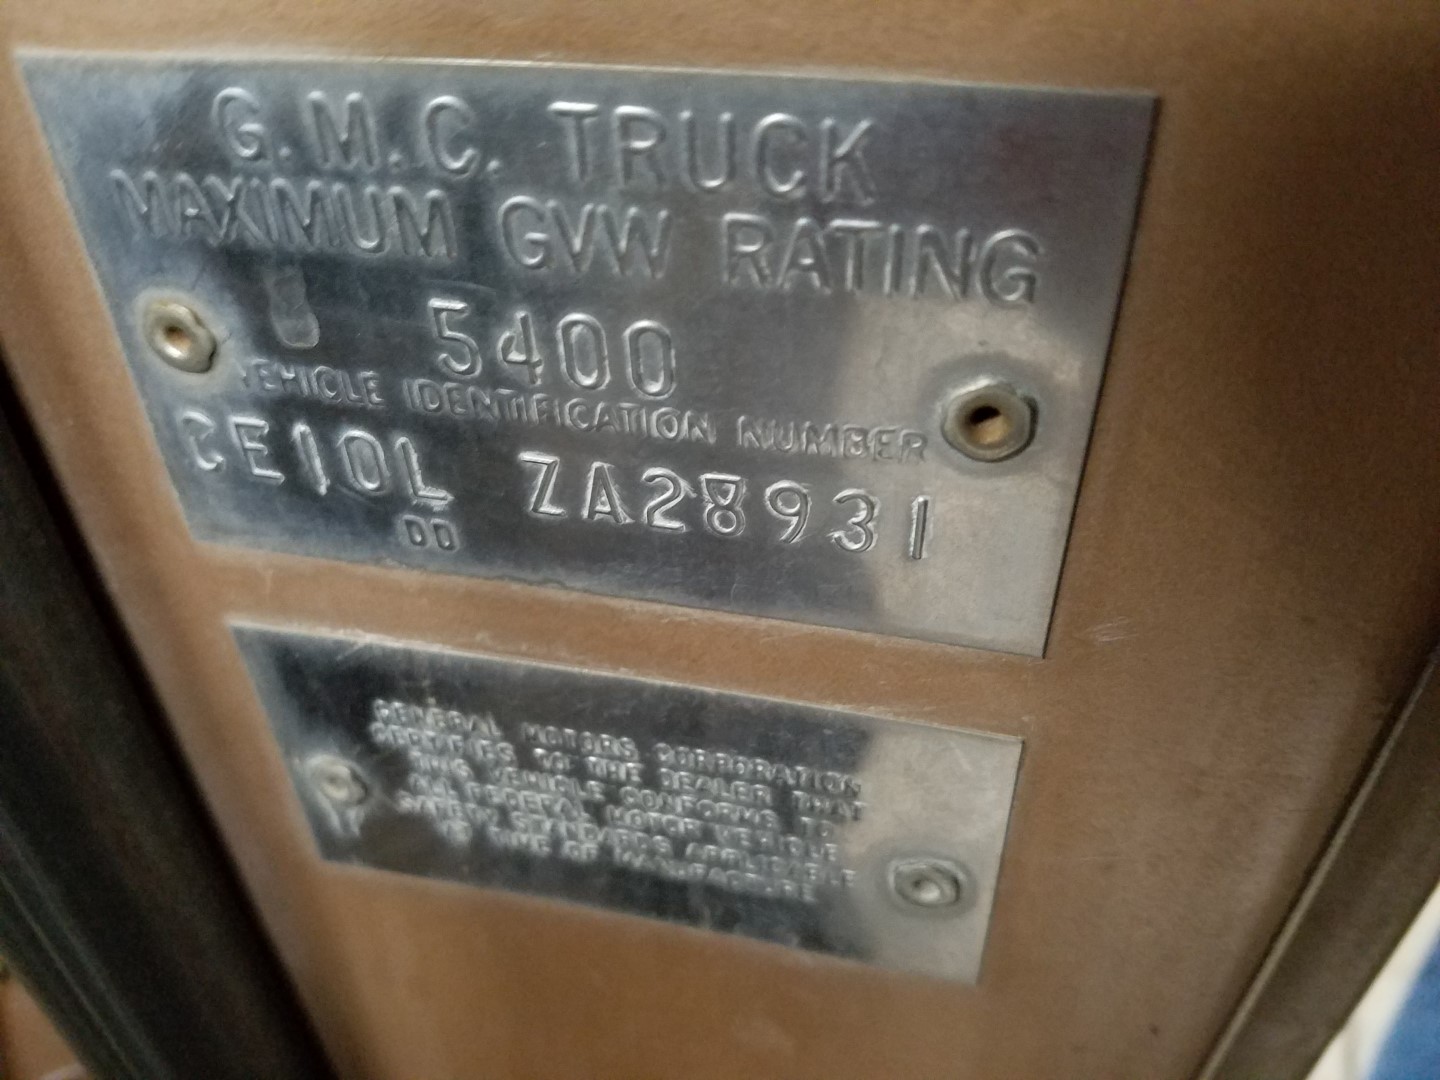 G.M.C. TRUCK
MAXIMUM GVW RATING
5400
VEHICLE IDENTIFICATION NUMBER
CE10L ZA28931
DD
GENERAL MOTORS CORPORATION
CERTIFIES TO THE DEALER THAT
THIS VEHICLE CONFORMS TO
ALL FEDERAL MOTOR VEHICLE
SAFETY STANDARDS APPLICABLE
AT TIME OF MANUFACTURE